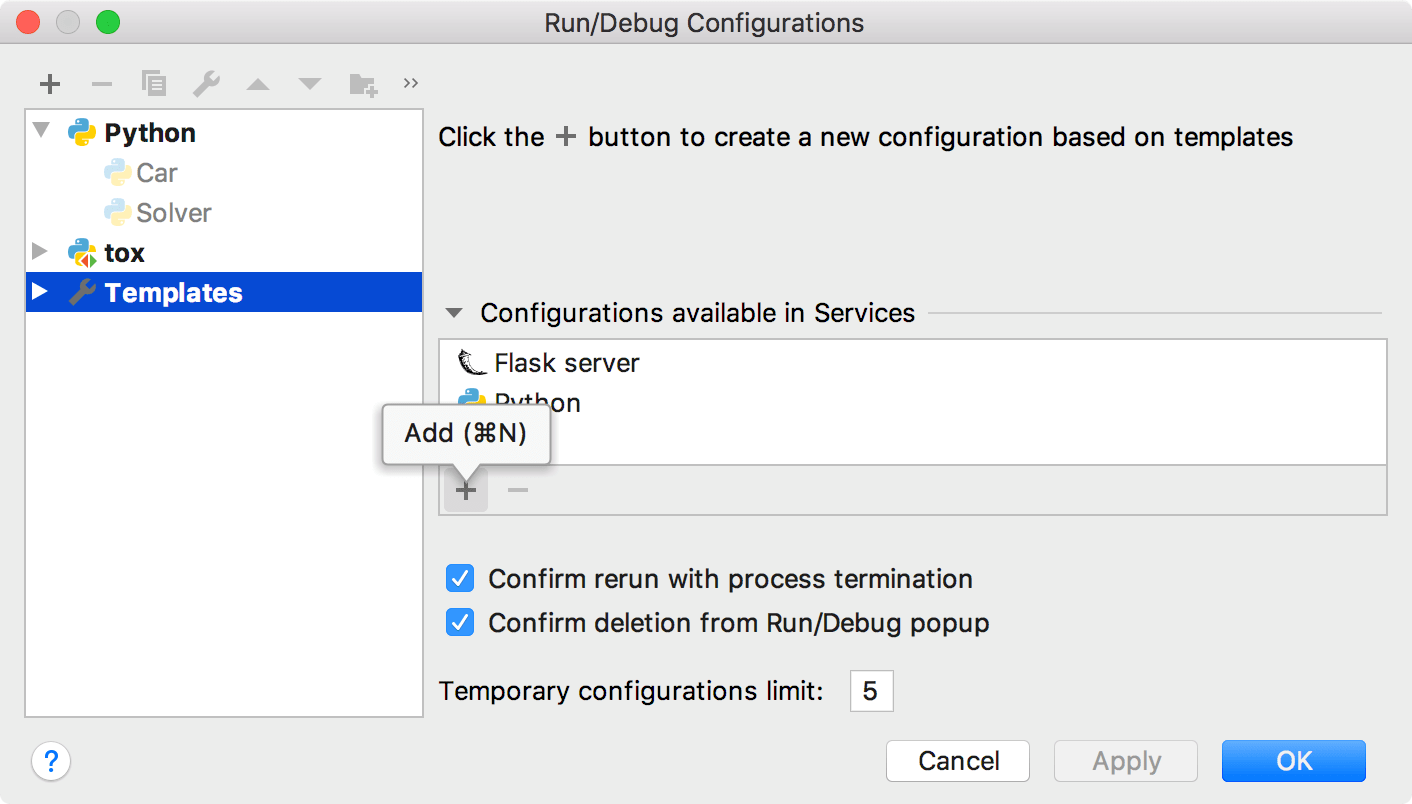 Run/Debug Configurations
Click the + button to create a new configuration based on templates
Python
Car
Solver
tox
Templates
Configurations available in Services
Flask server
Python
Add (⌘N)
Confirm rerun with process termination
Confirm deletion from Run/Debug popup
Temporary configurations limit: 5
?
Cancel
Apply
OK